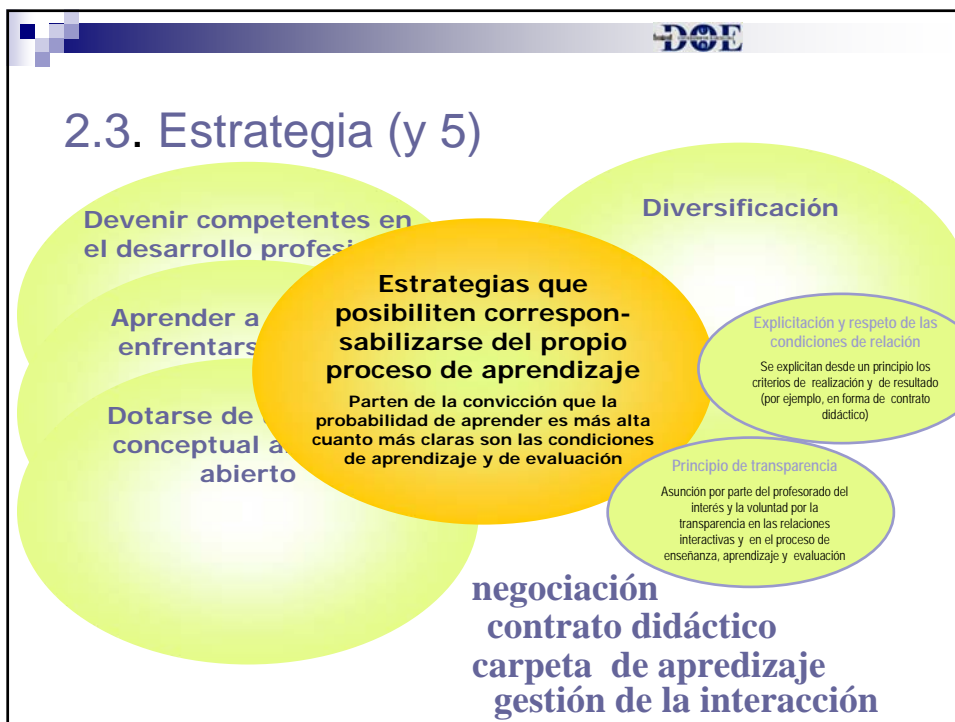 DOE
2.3. Estrategia (y 5)
Devenir competentes en
el desarrollo
Aprender a
Dotarse de
conceptual
abierto
Estrategias que
posibiliten correspon-
sabilizarse del propio
proceso de aprendizaje
Parten de la convicción que la
probabilidad de aprender es más alta
cuanto más claras son las condiciones
de aprendizaje y de evaluación
Diversificación
Explicitación y respeto de las
condiciones de relación
Se explicitan desde un principio los
criterios de realización y de resultado
(por ejemplo, en forma de contrato
didáctico)
Principio de transparencia
Asunción por parte del profesorado del
interés y la voluntad por la
transparencia en las relaciones
interactivas y en el proceso de
enseñanza, aprendizaje y evaluación
negociación
contrato didáctico
carpeta de apredizaje
gestión de la interacción